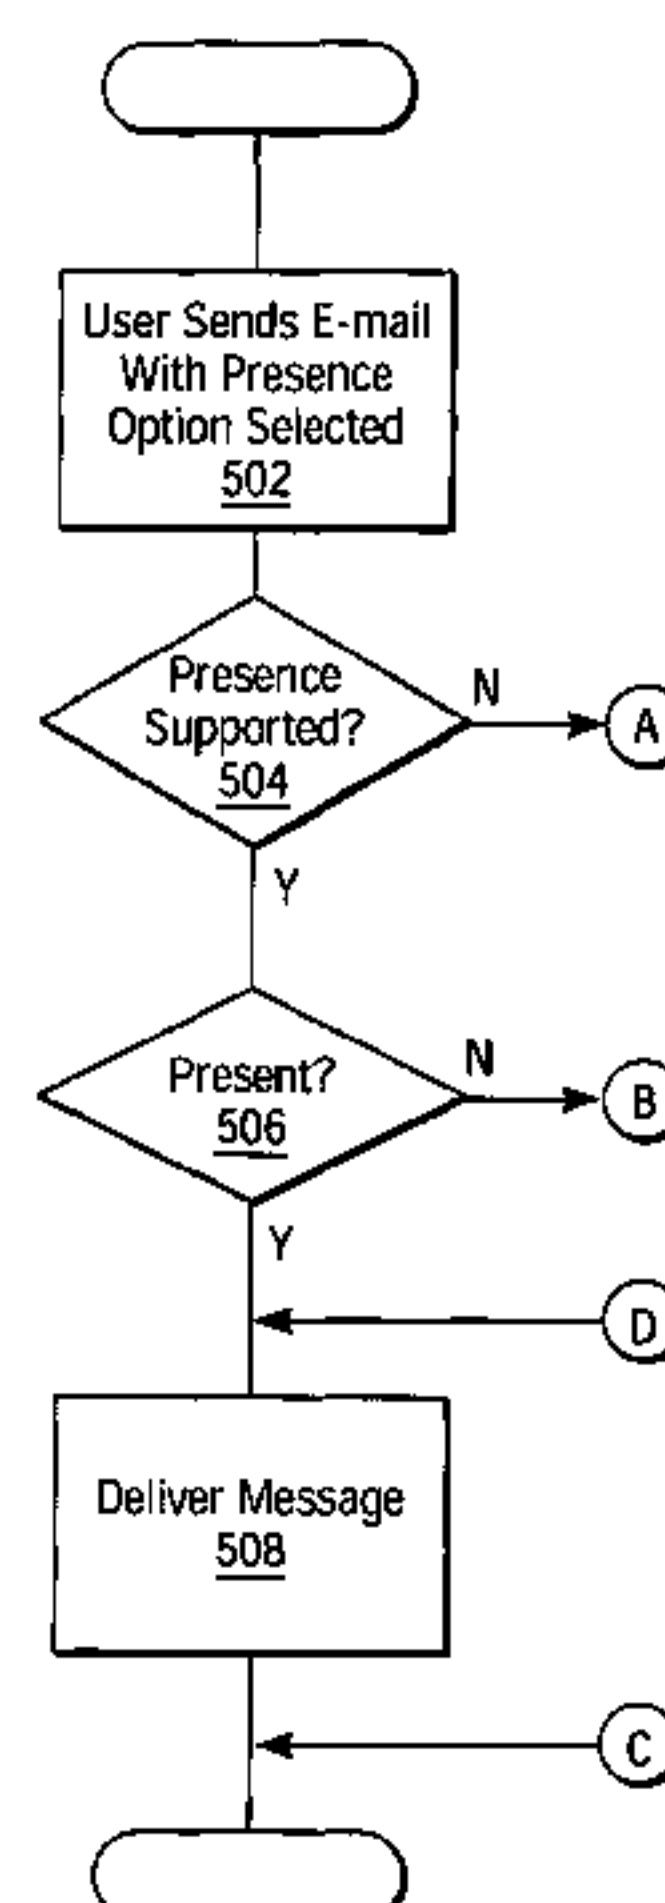 User Sends E-mail
With Presence
Option Selected
502
Presence
Supported?
504
N
A
Y
Present?
506
N
B
Y
D
Deliver Message
508
C